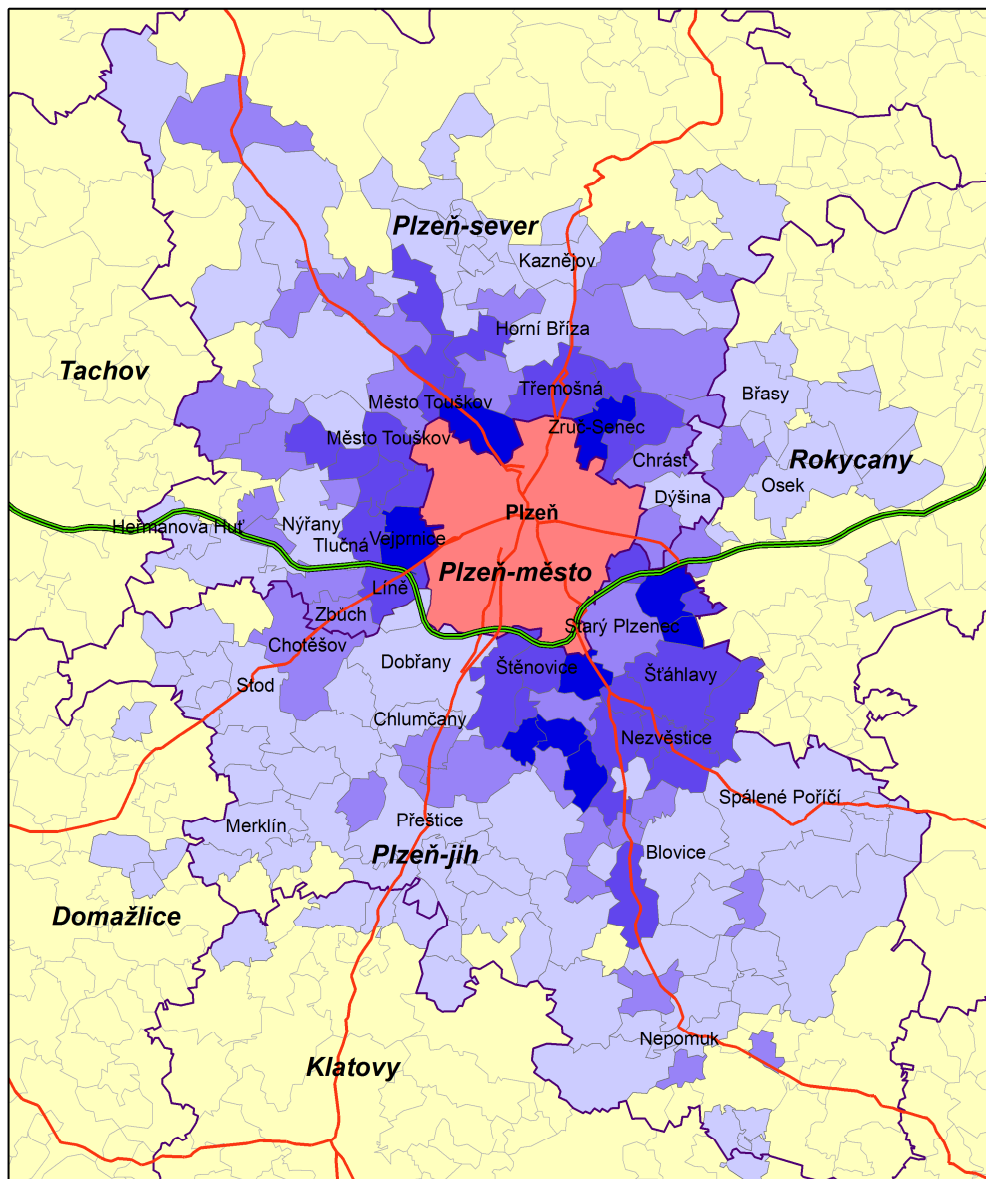 Plzeň-sever
Kaznějov
Horní Bříza
Tachov
Třemošná
Břasy
Město Touškov
Zruč-Senec
Město Touškov
Chrást
Rokycany
Osek
Dýšina
Plzeň
Heřmanova Huť
Nýřany
Vejprnice
Tlučná
Plzeň-město
Líně
Zbůch
Starý Plzenec
Chotěšov
Dobřany
Štěnovice
Šťáhlavy
Stod
Chlumčany
Nezvěstice
Spálené Poříčí
Přeštice
Merklín
Plzeň-jih
Blovice
Domažlice
Nepomuk
Klatovy